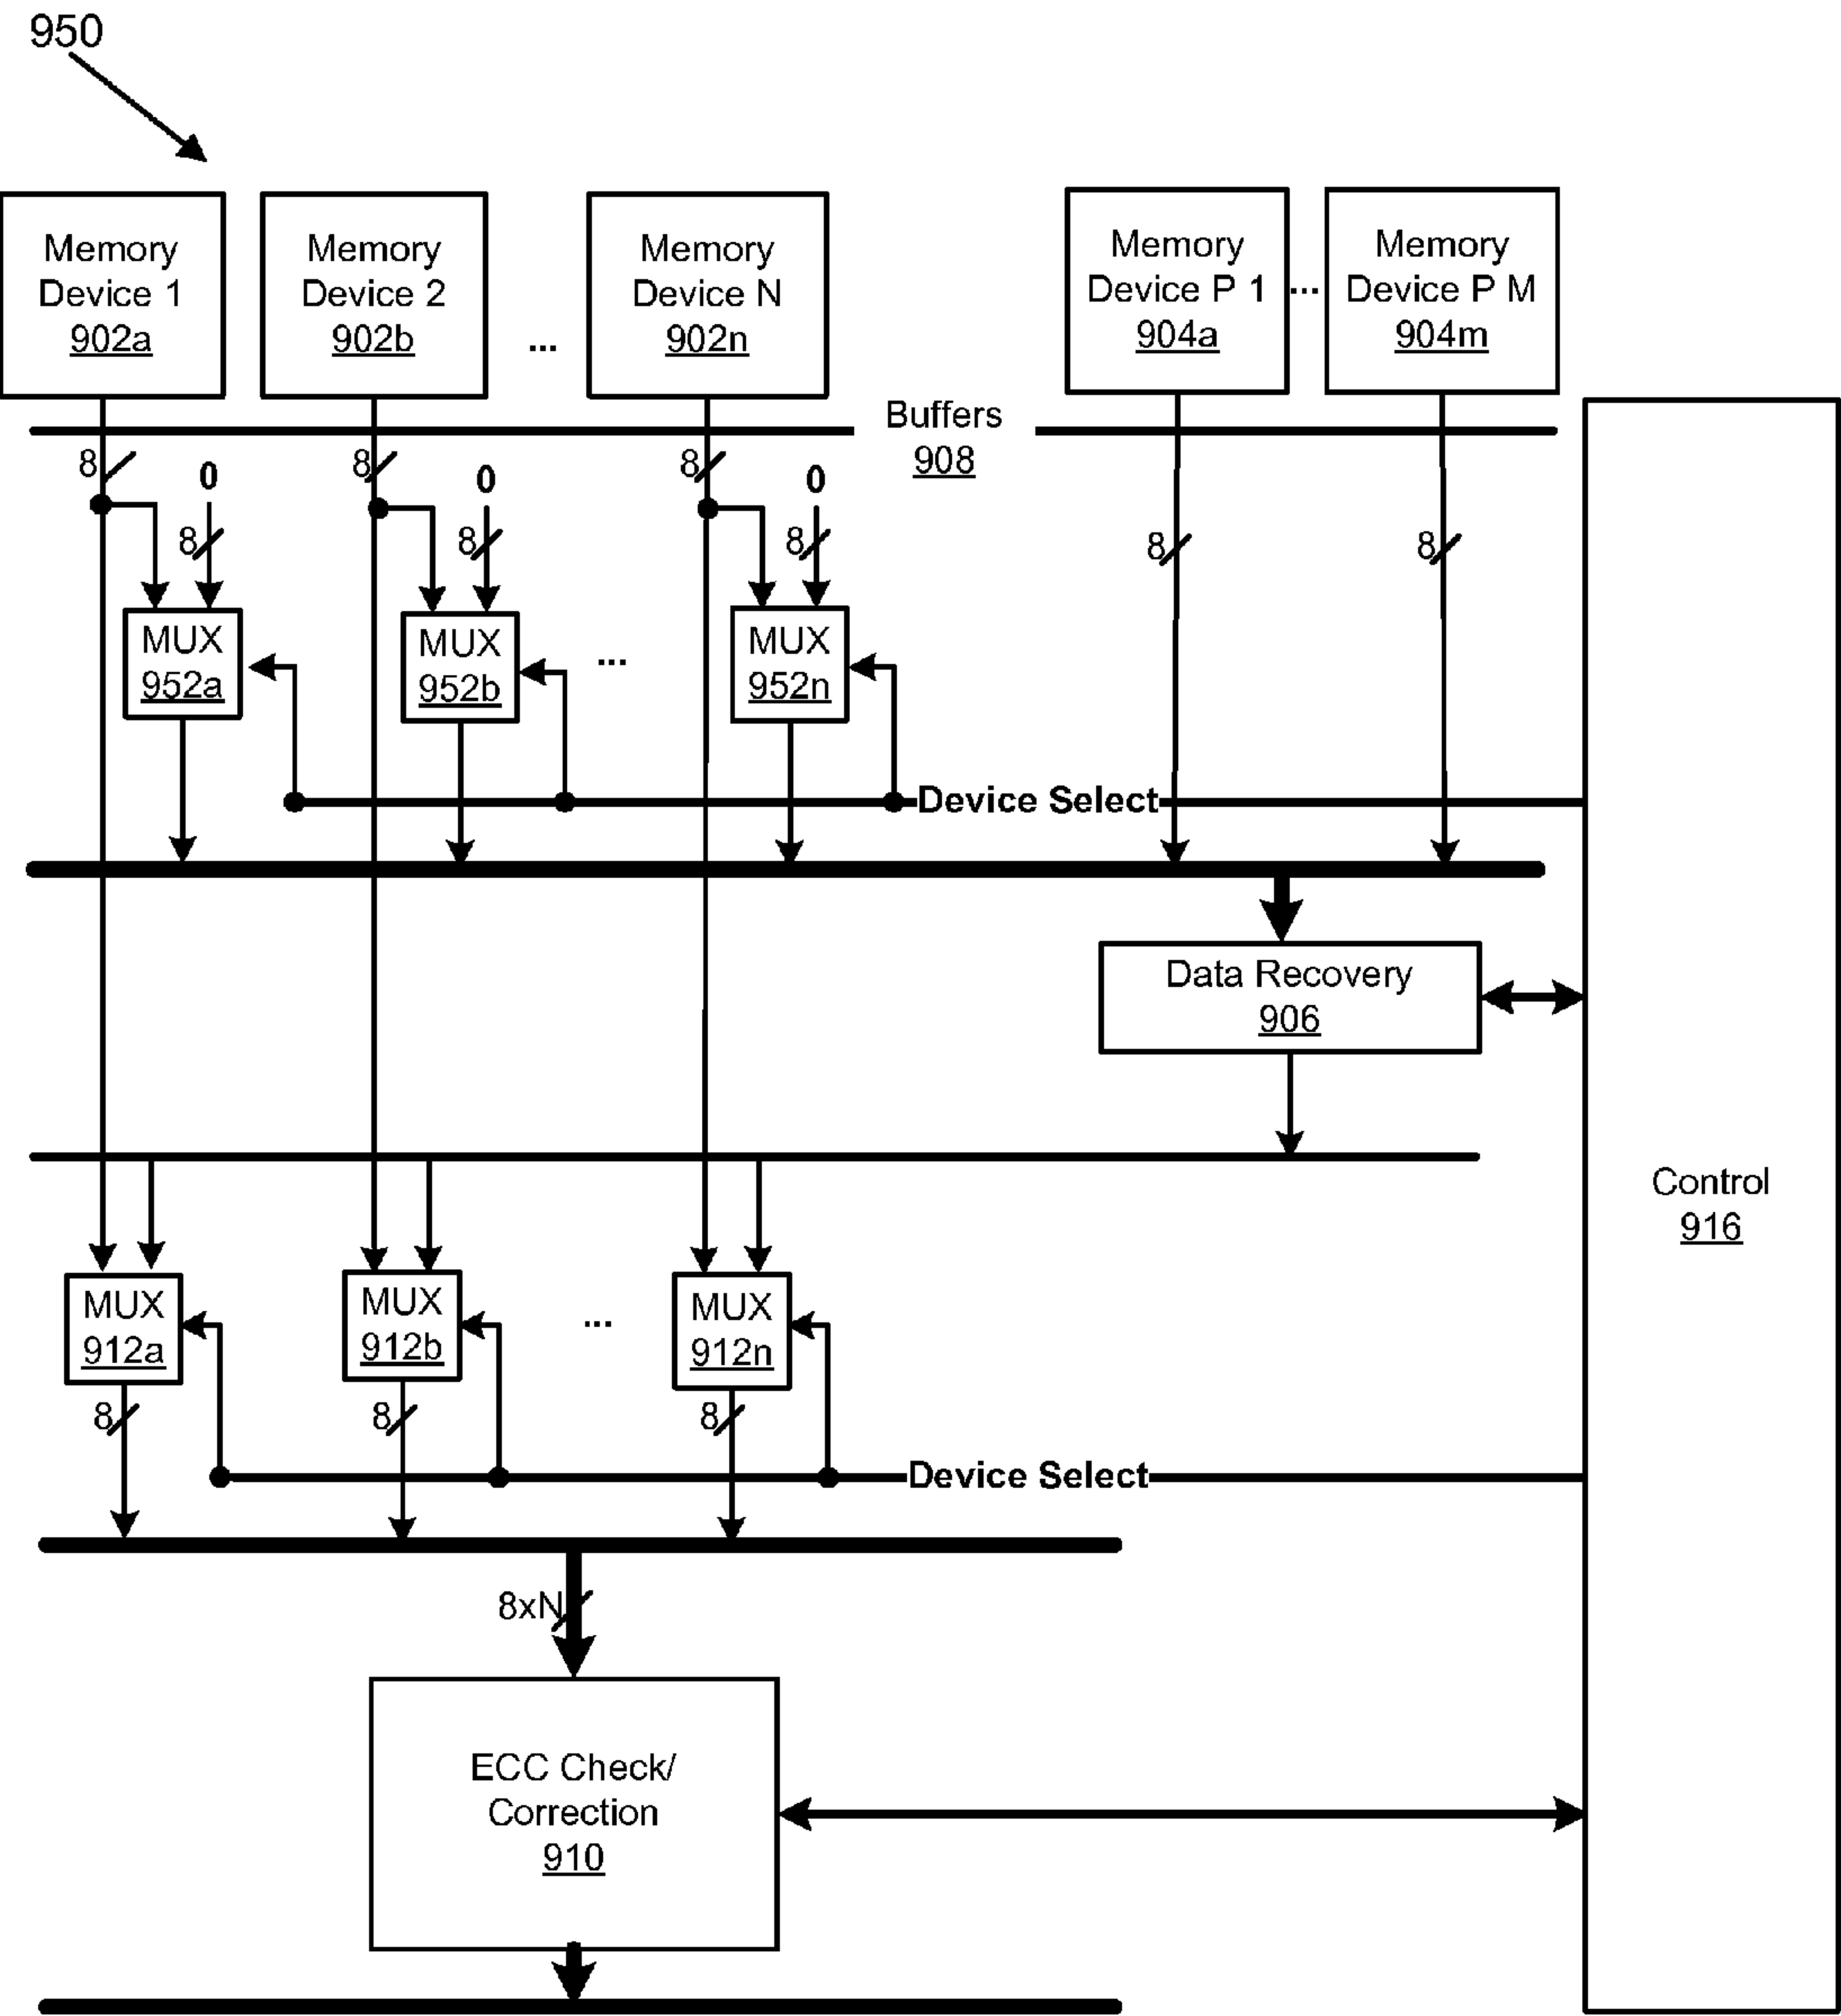 950
Memory
Device 1
902a
Memory
Device 2
902b
...
Memory
Device N
902n
Memory
Device P 1
904a
...
Memory
Device P M
904m
Buffers
908
8
0
8
8
0
8
8
0
8
8
8
MUX
952a
MUX
952b
...
MUX
952n
Device Select
Data Recovery
906
Control
916
MUX
912a
MUX
912b
...
MUX
912n
8
8
8
Device Select
8xN
ECC Check/
Correction
910